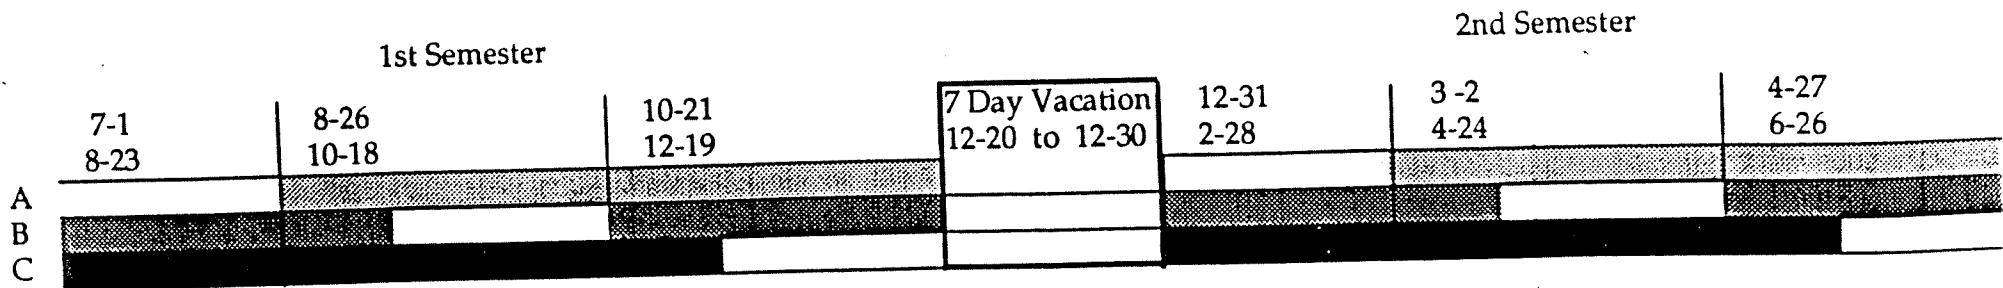 2nd Semester
1st Semester
7-1
8-23
8-26
10-18
10-21
12-19
7 Day Vacation
12-20 to 12-30
12-31
2-28
3 -2
4-24
4-27
6-26
A
B
C